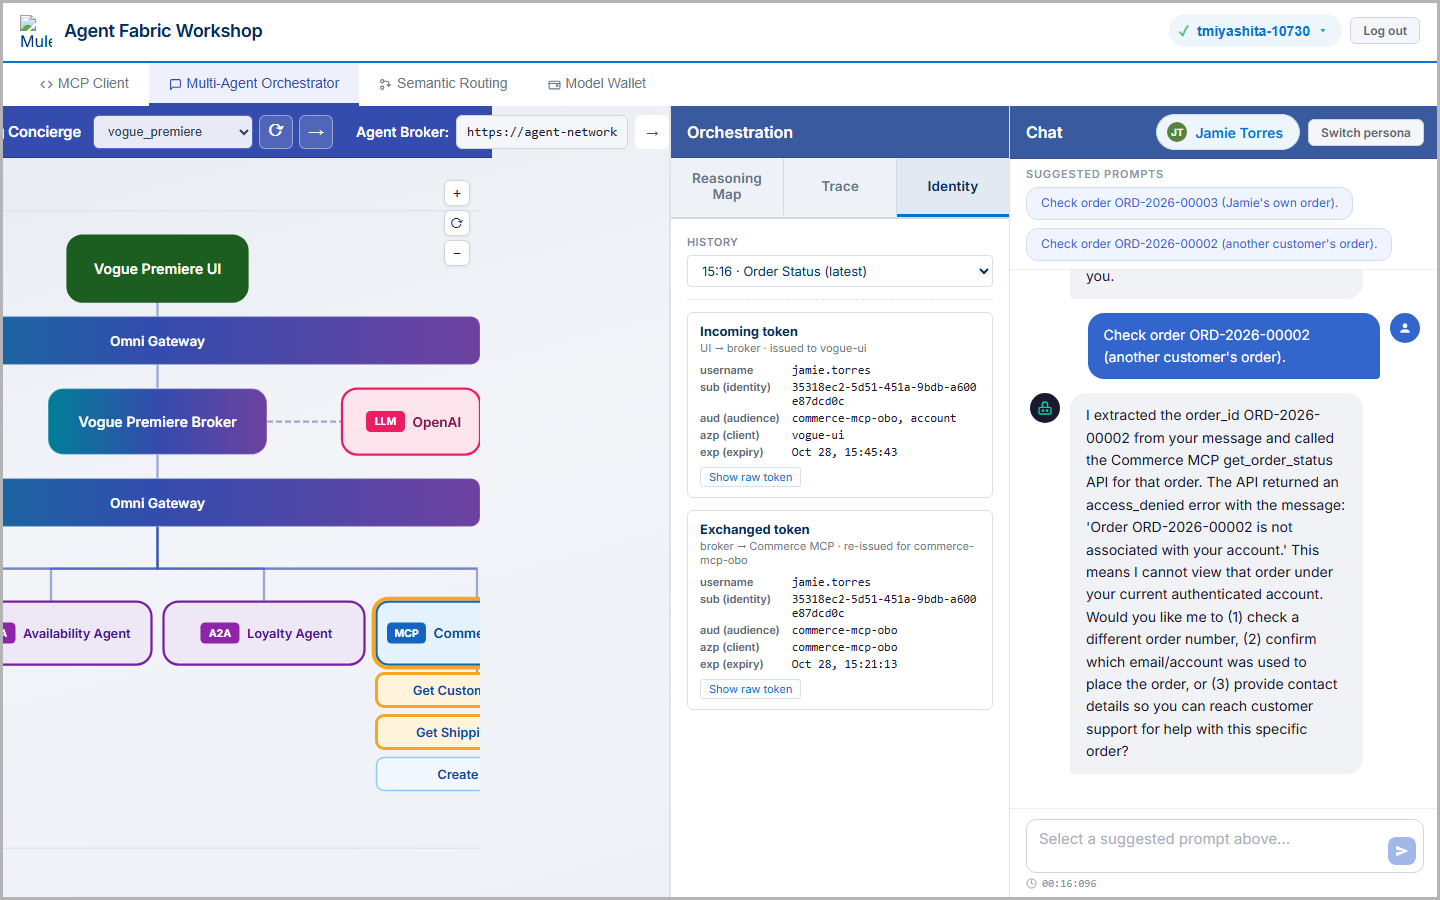 Mule
Agent Fabric Workshop
✓ tmiyashita-10730
Log out
MCP Client
Multi-Agent Orchestrator
Semantic Routing
Model Wallet
Concierge
vogue_premiere
→
Agent Broker:
https://agent-network
→
+
−
Vogue Premiere UI
Omni Gateway
Vogue Premiere Broker
LLM OpenAI
Omni Gateway
A Availability Agent
A2A Loyalty Agent
MCP Comme
Get Custom
Get Shippi
Create
Orchestration
Reasoning
Map
Trace
Identity
HISTORY
15:16 · Order Status (latest)
Incoming token
UI → broker · issued to vogue-ui
username jamie.torres
sub (identity) 35318ec2-5d51-451a-9bdb-a600
e87dcd0c
aud (audience) commerce-mcp-obo, account
azp (client) vogue-ui
exp (expiry) Oct 28, 15:45:43
Show raw token
Exchanged token
broker → Commerce MCP · re-issued for commerce-
mcp-obo
username jamie.torres
sub (identity) 35318ec2-5d51-451a-9bdb-a600
e87dcd0c
aud (audience) commerce-mcp-obo
azp (client) commerce-mcp-obo
exp (expiry) Oct 28, 15:21:13
Show raw token
Chat
JT Jamie Torres
Switch persona
SUGGESTED PROMPTS
Check order ORD-2026-00003 (Jamie's own order).
Check order ORD-2026-00002 (another customer's order).
you.
Check order ORD-2026-00002
(another customer's order).
I extracted the order_id ORD-2026-
00002 from your message and called
the Commerce MCP get_order_status
API for that order. The API returned an
access_denied error with the message:
'Order ORD-2026-00002 is not
associated with your account.' This
means I cannot view that order under
your current authenticated account.
Would you like me to (1) check a
different order number, (2) confirm
which email/account was used to
place the order, or (3) provide contact
details so you can reach customer
support for help with this specific
order?
Select a suggested prompt above...
00:16:096